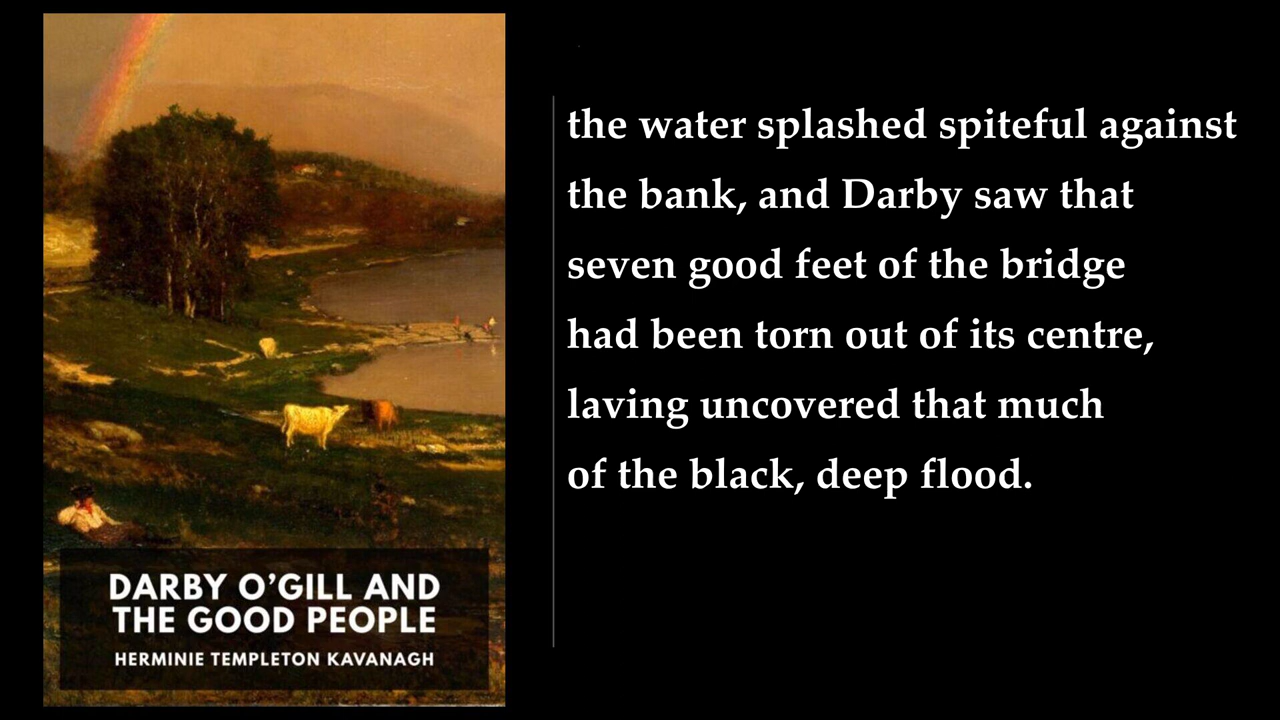 the water splashed spiteful against
the bank, and Darby saw that
seven good feet of the bridge
had been torn out of its centre,
laving uncovered that much
of the black, deep flood.
DARBY O’GILL AND
THE GOOD PEOPLE
HERMINIE TEMPLETON KAVANAGH